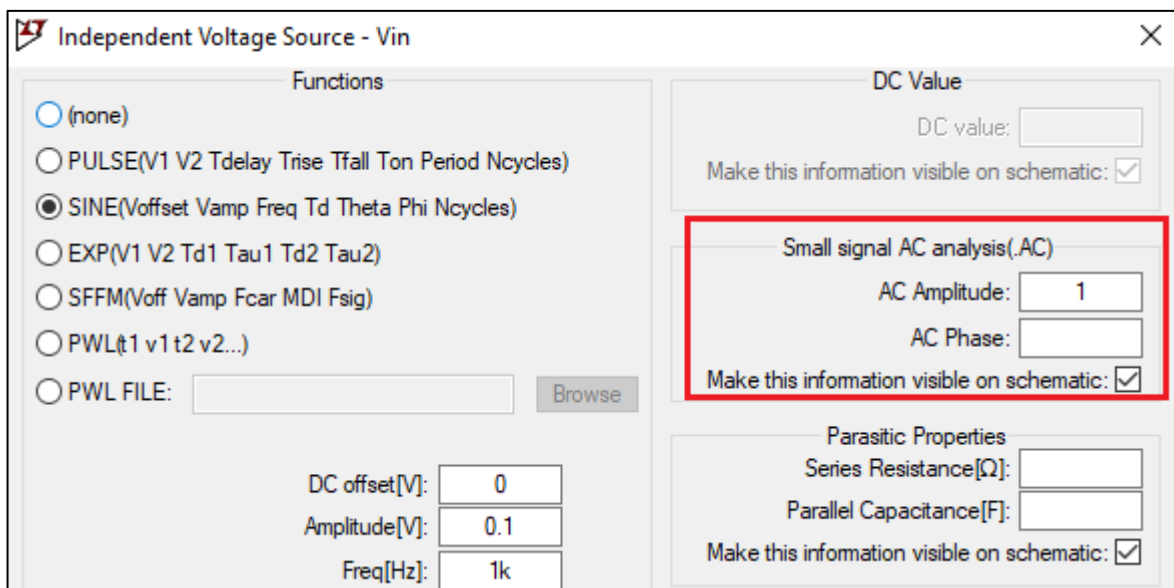 Independent Voltage Source - Vin
Functions
(none)
PULSE(V1 V2 Tdelay Trise Tfall Ton Period Ncycles)
SINE(Voffset Vamp Freq Td Theta Phi Ncycles)
EXP(V1 V2 Td1 Tau1 Td2 Tau2)
SFFM(Voff Vamp Fcar MDI Fsig)
PWL(t1 v1 t2 v2...)
PWL FILE:
Browse
DC offset[V]: 0
Amplitude[V]: 0.1
Freq[Hz]: 1k
DC Value
DC value:
Make this information visible on schematic:
Small signal AC analysis(.AC)
AC Amplitude: 1
AC Phase:
Make this information visible on schematic:
Parasitic Properties
Series Resistance[Ω]:
Parallel Capacitance[F]:
Make this information visible on schematic: